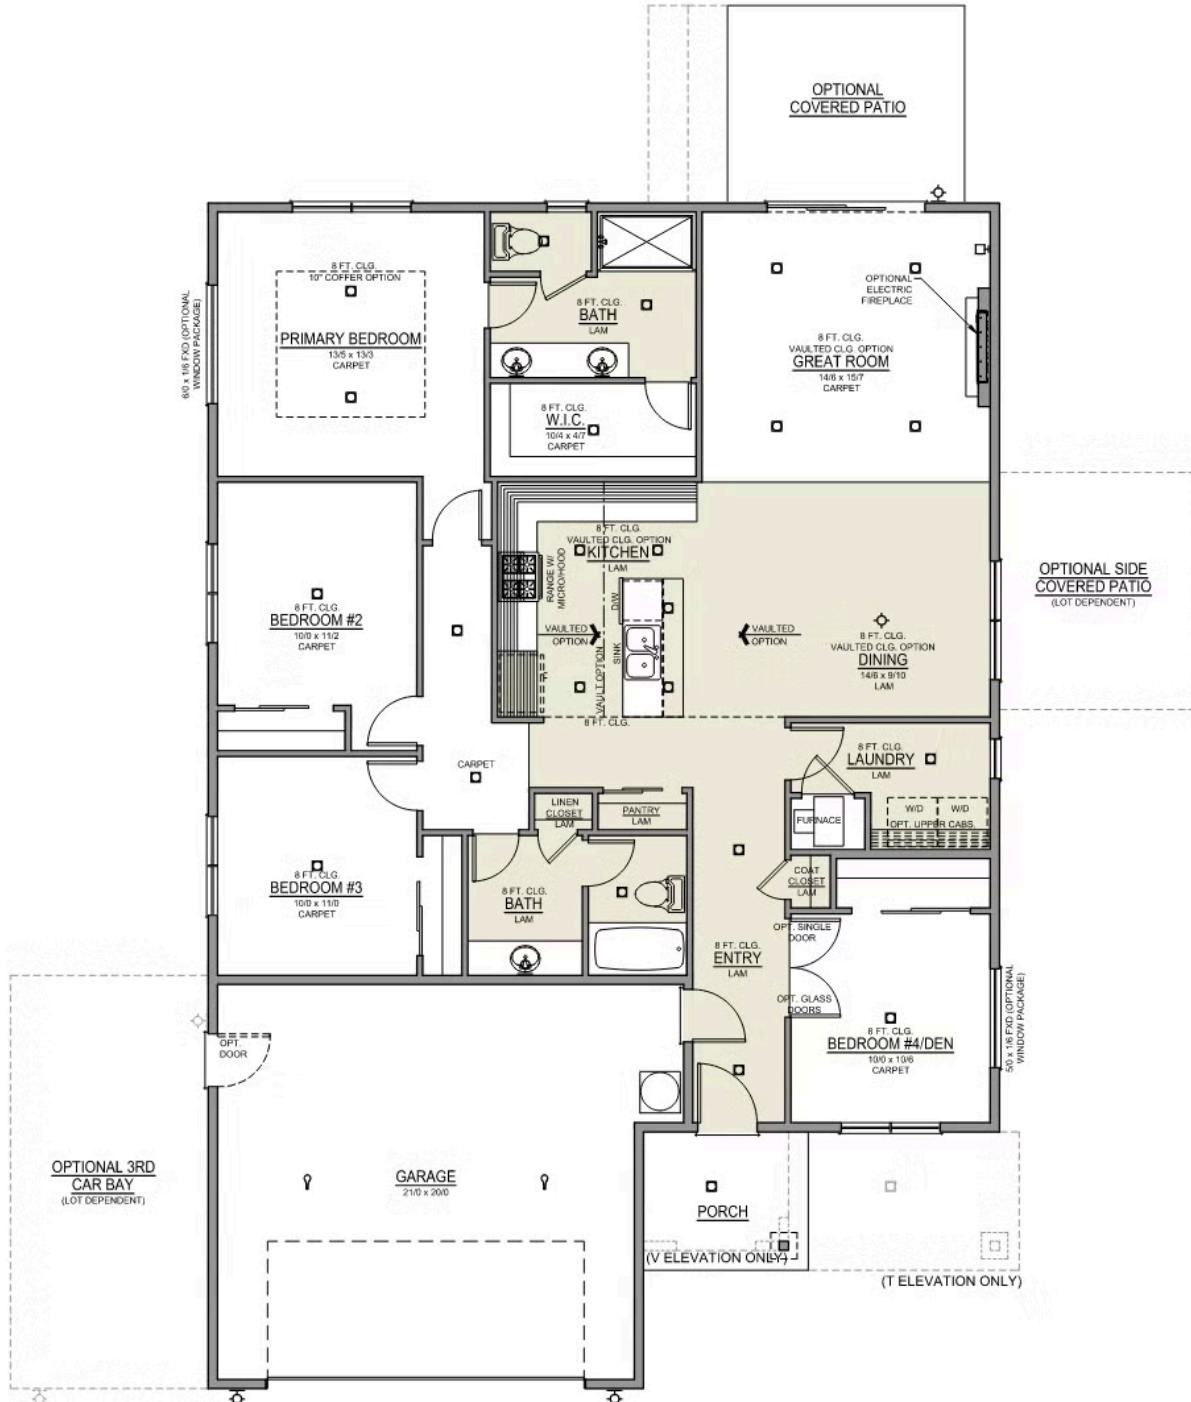 OPTIONAL
COVERED PATIO
8 FT. CLG.
10" COFFER OPTION
PRIMARY BEDROOM
13/5 x 13/3
CARPET
6/0 x 1/6 FXD (OPTIONAL
WINDOW PACKAGE)
8 FT. CLG.
BATH
LAM
8 FT. CLG.
W.I.C.
10/4 x 4/7
CARPET
OPTIONAL
ELECTRIC
FIREPLACE
8 FT. CLG.
VAULTED CLG. OPTION
GREAT ROOM
14/6 x 15/7
CARPET
8 FT. CLG.
VAULTED CLG. OPTION
KITCHEN
LAM
RANGE W/
MICRO/HOOD
D/W
SINK
VAULTED
OPTION
VAULT OPTION
8 FT. CLG.
VAULTED
OPTION
8 FT. CLG.
VAULTED CLG. OPTION
DINING
14/6 x 9/10
LAM
OPTIONAL SIDE
COVERED PATIO
(LOT DEPENDENT)
8 FT. CLG.
BEDROOM #2
10/0 x 11/2
CARPET
CARPET
8 FT. CLG.
LAUNDRY
LAM
FURNACE
W/D
W/D
OPT. UPPER CABS.
LINEN
CLOSET
LAM
PANTRY
LAM
8 FT. CLG.
BEDROOM #3
10/0 x 11/0
CARPET
8 FT. CLG.
BATH
LAM
COAT
CLOSET
LAM
8 FT. CLG.
ENTRY
LAM
OPT. SINGLE
DOOR
OPT. GLASS
DOORS
8 FT. CLG.
BEDROOM #4/DEN
10/0 x 10/6
CARPET
5/0 x 1/6 FXD (OPTIONAL
WINDOW PACKAGE)
OPT.
DOOR
OPTIONAL 3RD
CAR BAY
(LOT DEPENDENT)
GARAGE
21/0 x 20/0
PORCH
(V ELEVATION ONLY)
(T ELEVATION ONLY)